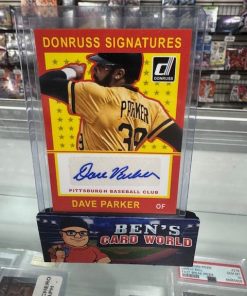 DONRUSS SIGNATURES
DONRUSS
PARKER
39
Dave Parker
PITTSBURGH BASEBALL CLUB
DAVE PARKER OF
BEN'S
CARD WORLD